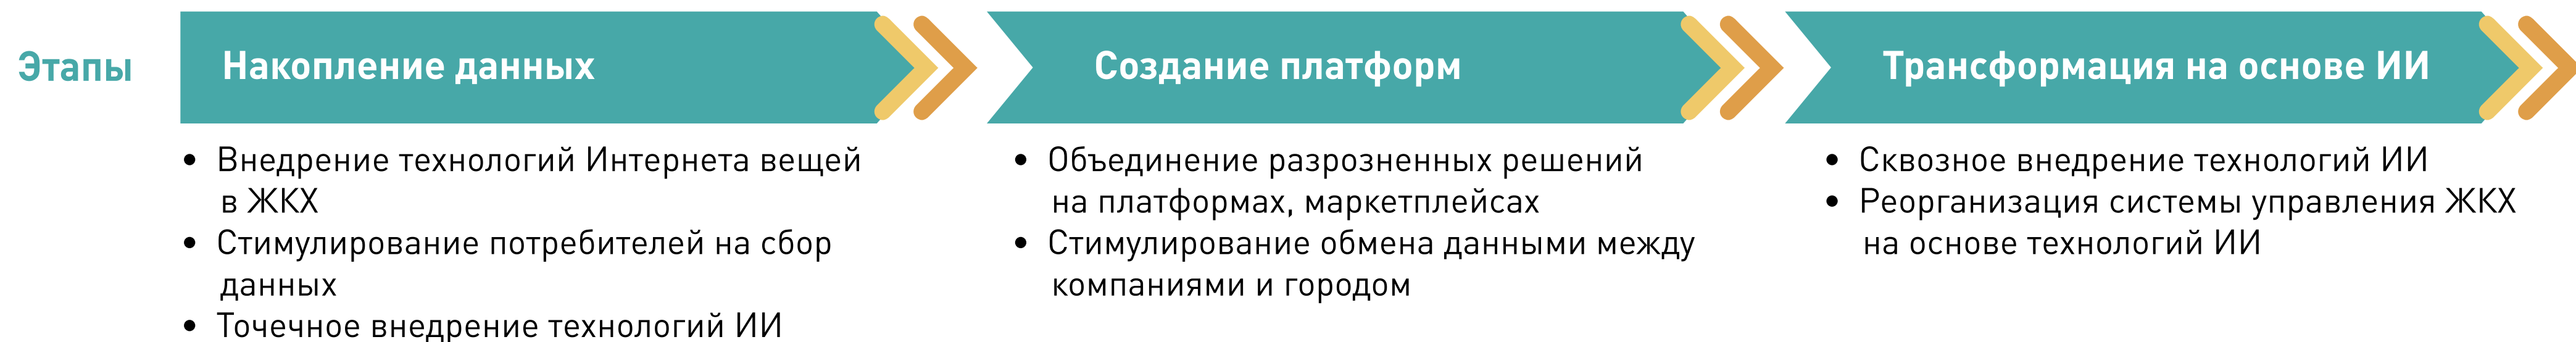 Этапы
Накопление данных
Создание платформ
Трансформация на основе ИИ
• Внедрение технологий Интернета вещей
в ЖКХ
• Стимулирование потребителей на сбор
данных
• Точечное внедрение технологий ИИ
• Объединение разрозненных решений
на платформах, маркетплейсах
• Стимулирование обмена данными между
компаниями и городом
• Сквозное внедрение технологий ИИ
• Реорганизация системы управления ЖКХ
на основе технологий ИИ